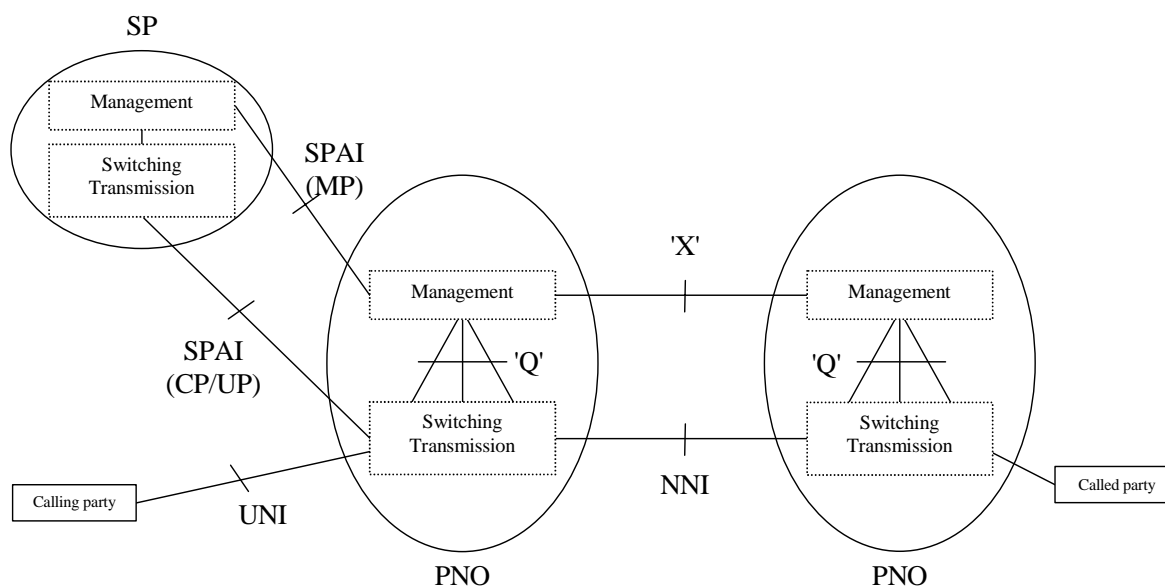 SP
Management
Switching
Transmission
SPAI
(MP)
SPAI
(CP/UP)
Management
'Q'
Switching
Transmission
'X'
NNI
Management
'Q'
Switching
Transmission
Calling party
UNI
Called party
PNO
PNO